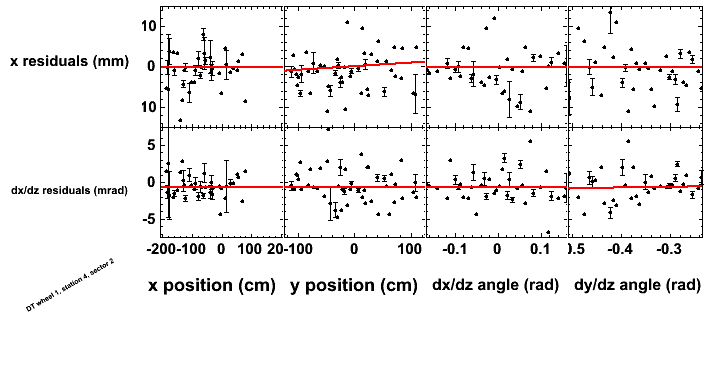 15
10
x residuals (mm)
0
10
5
dx/dz residuals (mrad)
0
-5
-200 -100 0 100 20
-100 0 100
-0.1 0 0.1
0.5 -0.4 -0.3
x position (cm) y position (cm) dx/dz angle (rad) dy/dz angle (rad)
DT wheel 1, station 4, sector 2